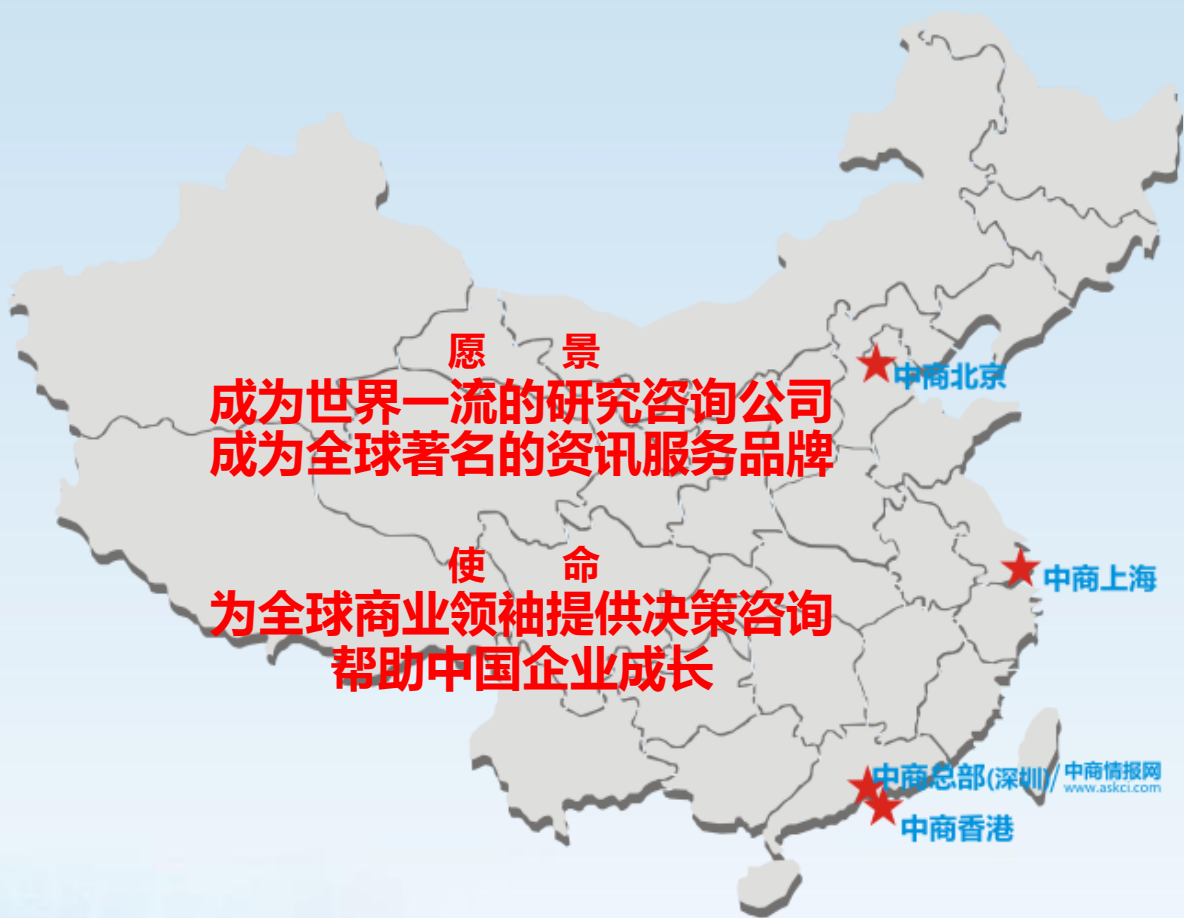 愿 景
成为世界一流的研究咨询公司
成为全球著名的资讯服务品牌
中商北京
使 命
为全球商业领袖提供决策咨询
帮助中国企业成长
中商上海
中商总部(深圳)/中商情报网
www.askci.com
中商香港